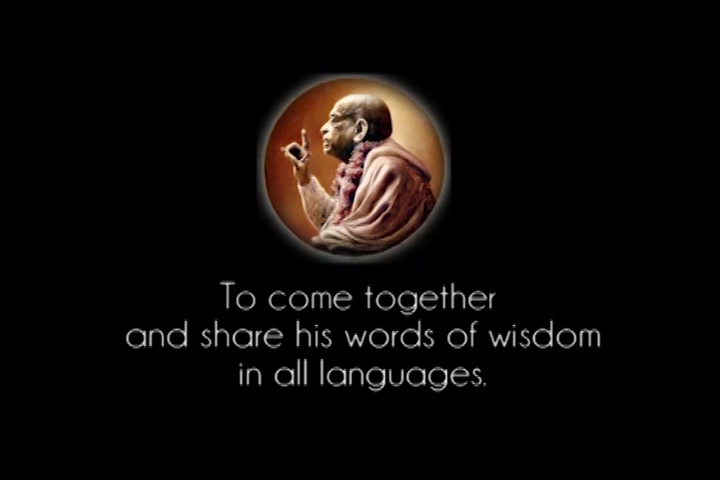 To come together
and share his words of wisdom
in all languages.